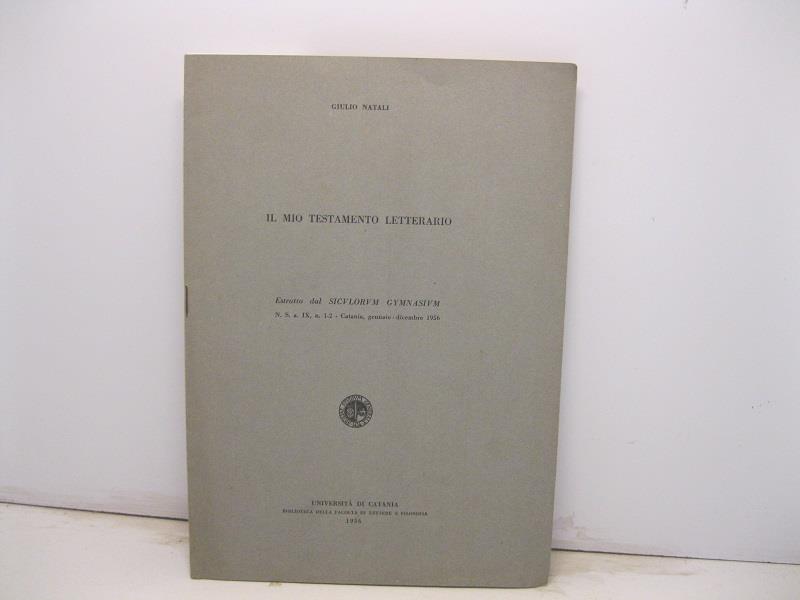 GIULIO NATALI
IL MIO TESTAMENTO LETTERARIO
Estratto dal SICVLORVM GYMNASIVM
N. S. a. IX, n. 1-2 - Catania, gennaio-dicembre 1956
UNIVERSITÀ DI CATANIA
BIBLIOTECA DELLA FACOLTÀ DI LETTERE E FILOSOFIA
1956